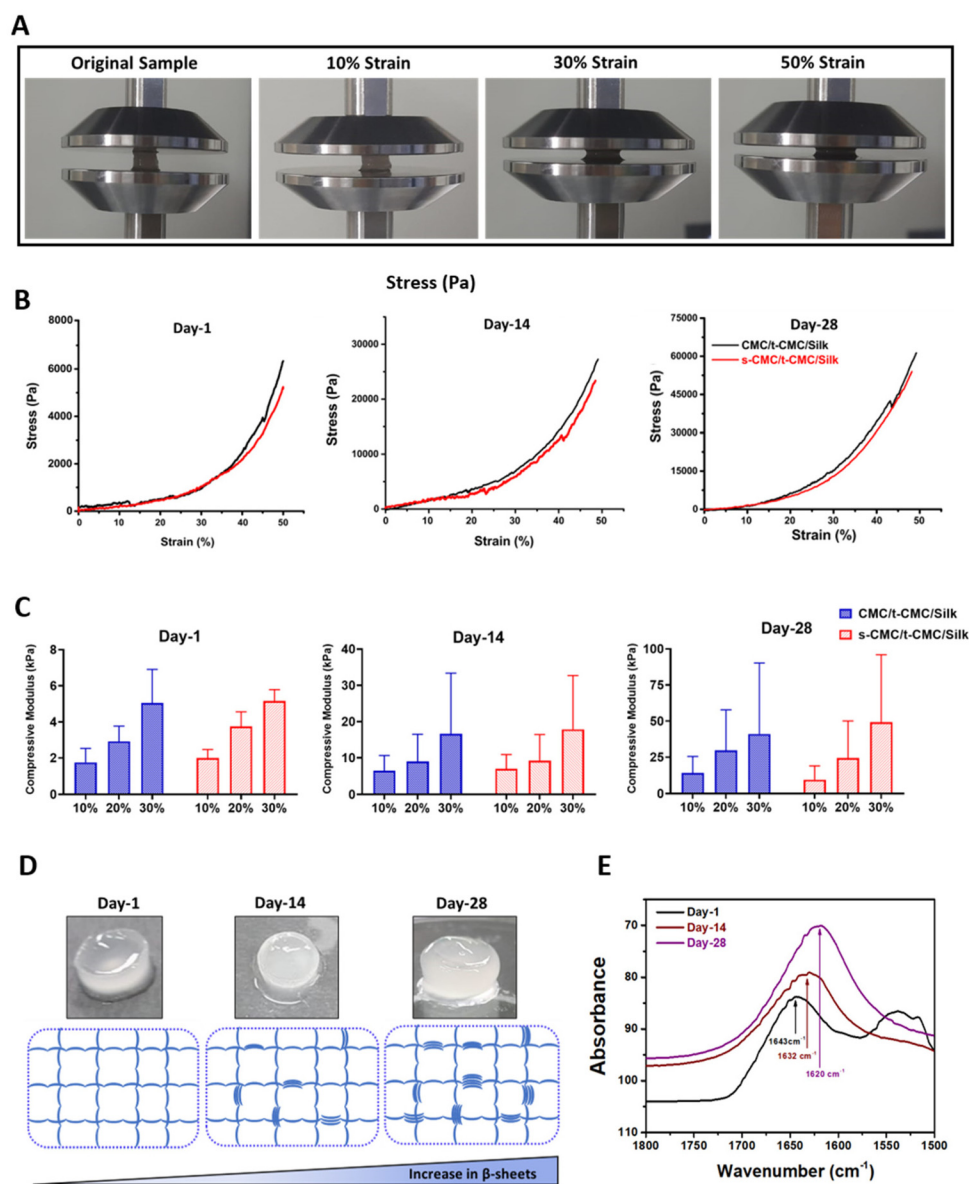 A
Original Sample
10% Strain
30% Strain
50% Strain
B
Stress (Pa)
Day-1
Stress (Pa)
8000
6000
4000
2000
0
0 10 20 30 40 50
Strain (%)
Day-14
Stress (Pa)
30000
20000
10000
0
0 10 20 30 40 50
Strain (%)
Day-28
CMC/t-CMC/Silk
s-CMC/t-CMC/Silk
Stress (Pa)
75000
60000
45000
30000
15000
0
0 10 20 30 40 50
Strain (%)
C
CMC/t-CMC/Silk
s-CMC/t-CMC/Silk
Day-1
Compressive Modulus (kPa)
8
6
4
2
0
10% 20% 30% 10% 20% 30%
Day-14
Compressive Modulus (kPa)
40
30
20
10
0
10% 20% 30% 10% 20% 30%
Day-28
Compressive Modulus (kPa)
100
75
50
25
0
10% 20% 30% 10% 20% 30%
D
Day-1
Day-14
Day-28
Increase in β-sheets
E
Day-1
Day-14
Day-28
Absorbance
70
80
90
100
110
1643cm⁻¹
1632 cm⁻¹
1620 cm⁻¹
1800 1750 1700 1650 1600 1550 1500
Wavenumber (cm⁻¹)